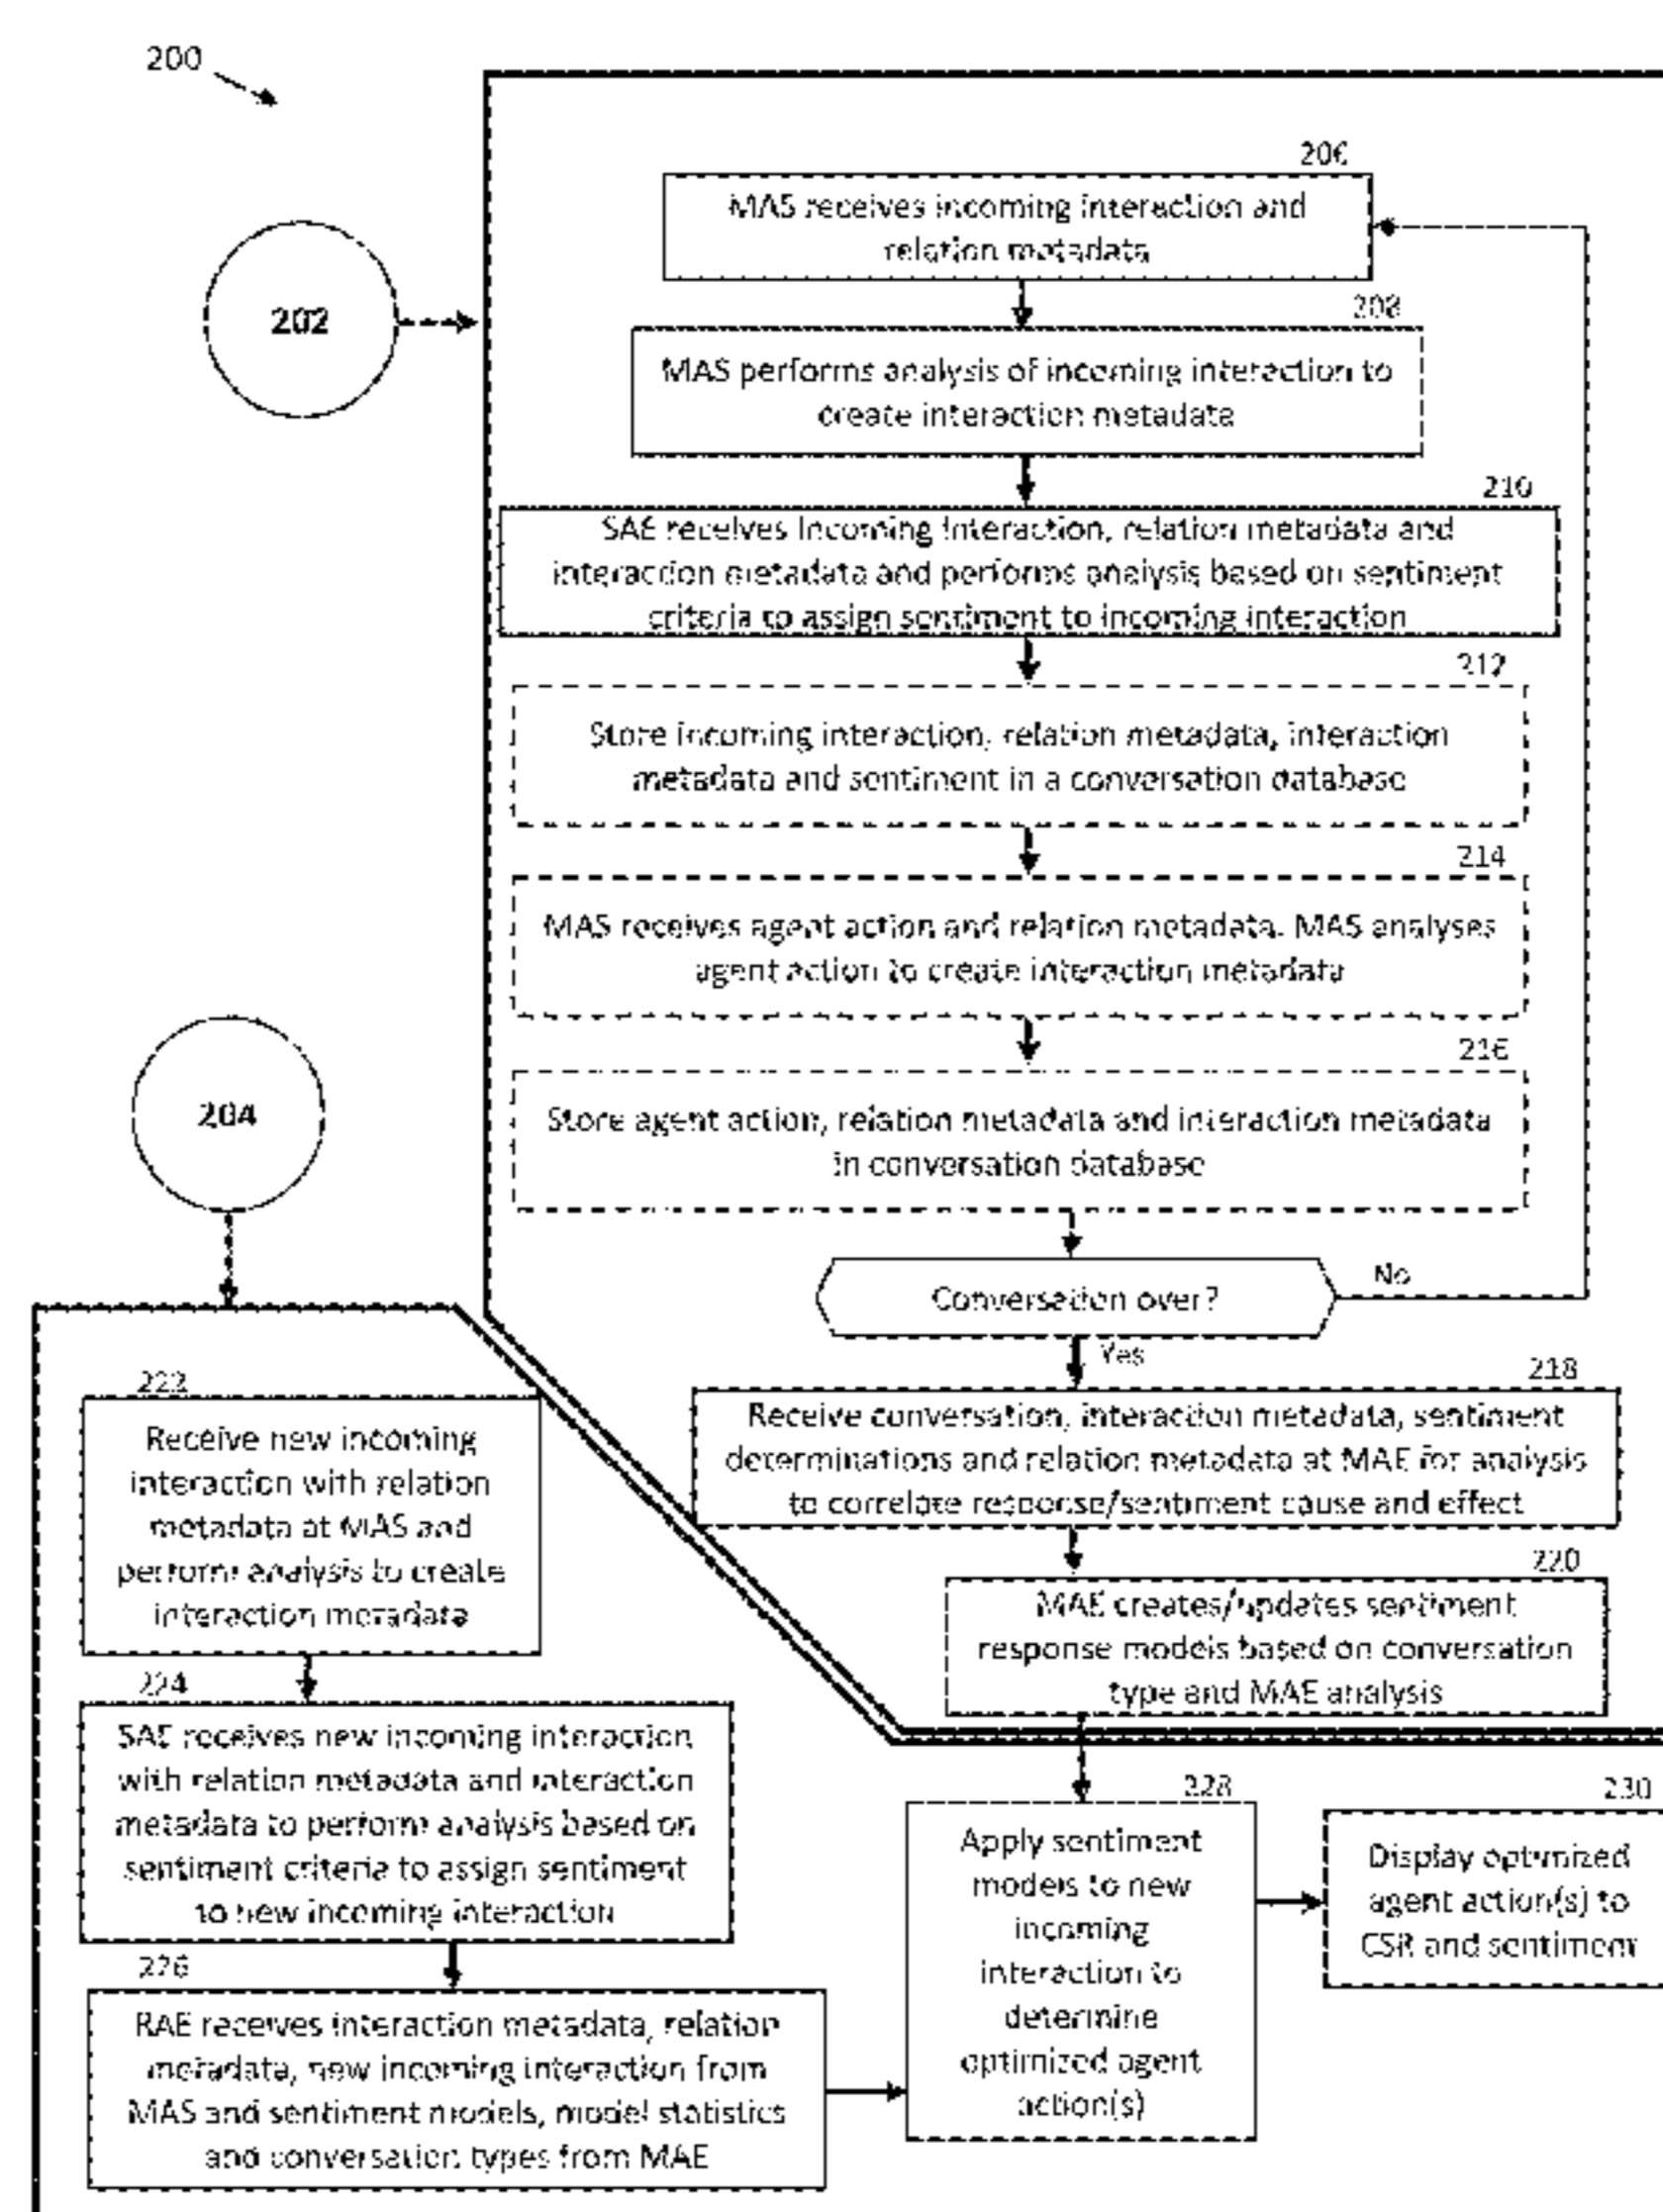 200
206
MAS receives incoming interaction and
relation metadata
202
208
MAS performs analysis of incoming interaction to
create interaction metadate
210
SAE receives incoming interaction, relation metadata and
interaction metadata and performs analysis based on sentiment
criteria to assign sentiment to incoming interaction
212
Store incoming interaction, relation metadata, interaction
metadata and sentiment in a conversation database
214
MAS receives agent action and relation metadata. MAS analyses
agent action to create interaction metadata
204
216
Store agent action, relation metadata and interaction metadata
in conversation database
Conversation over?
No
Yes
218
Receive conversation, interaction metadata, sentiment
determinations and relation metadata at MAE for analysis
to correlate response/sentiment cause and effect
220
MAE creates/updates sentiment
response models based on conversation
type and MAE analysis
222
Receive new incoming
interaction with relation
metadata at MAS and
perform analysis to create
interaction metadata
224
SAE receives new incoming interaction
with relation metadata and interaction
metadata to perform analysis based on
sentiment criteria to assign sentiment
to new incoming interaction
226
RAE receives interaction metadata, relation
metadata, new incoming interaction from
MAS and sentiment models, model statistics
and conversation types from MAE
228
Apply sentiment
models to new
incoming
interaction to
determine
optimized agent
action(s)
230
Display optimized
agent action(s) to
CSR and sentiment